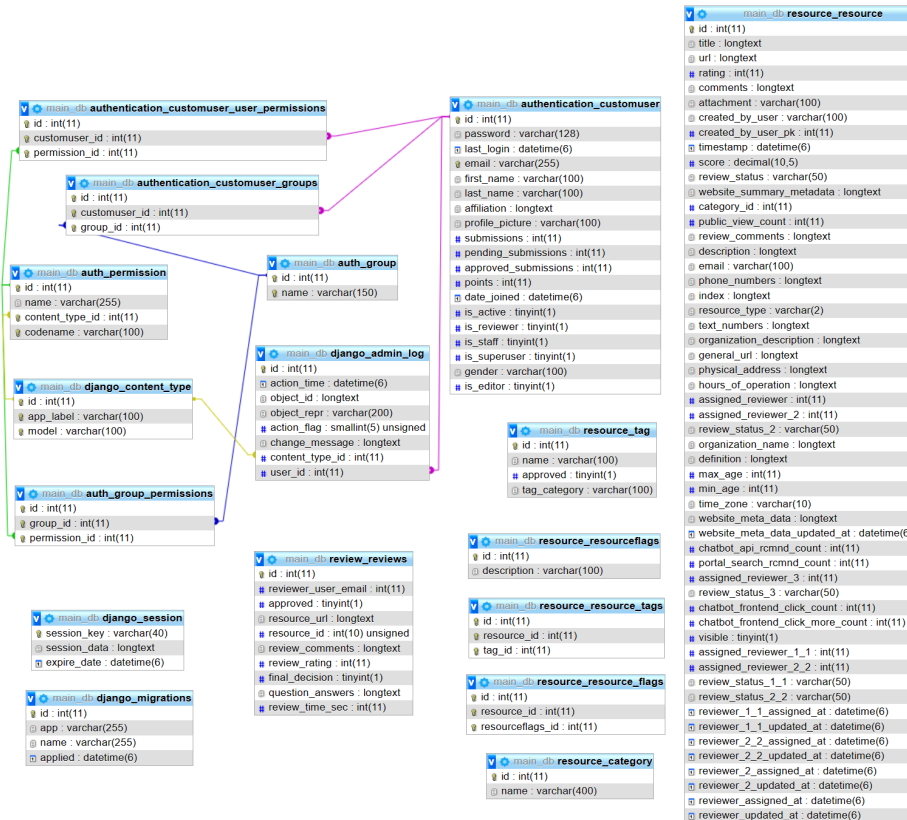 main_db authentication_customuser_user_permissions
id : int(11)
customuser_id : int(11)
permission_id : int(11)
main_db authentication_customuser_groups
id : int(11)
customuser_id : int(11)
group_id : int(11)
main_db auth_permission
id : int(11)
name : varchar(255)
content_type_id : int(11)
codename : varchar(100)
main_db auth_group
id : int(11)
name : varchar(150)
main_db django_content_type
id : int(11)
app_label : varchar(100)
model : varchar(100)
main_db django_admin_log
id : int(11)
action_time : datetime(6)
object_id : longtext
object_repr : varchar(200)
action_flag : smallint(5) unsigned
change_message : longtext
content_type_id : int(11)
user_id : int(11)
main_db auth_group_permissions
id : int(11)
group_id : int(11)
permission_id : int(11)
main_db review_reviews
id : int(11)
reviewer_user_email : int(11)
approved : tinyint(1)
resource_url : longtext
resource_id : int(10) unsigned
review_comments : longtext
review_rating : int(11)
final_decision : tinyint(1)
question_answers : longtext
review_time_sec : int(11)
main_db django_session
session_key : varchar(40)
session_data : longtext
expire_date : datetime(6)
main_db django_migrations
id : int(11)
app : varchar(255)
name : varchar(255)
applied : datetime(6)
main_db authentication_customuser
id : int(11)
password : varchar(128)
last_login : datetime(6)
email : varchar(255)
first_name : varchar(100)
last_name : varchar(100)
affiliation : longtext
profile_picture : varchar(100)
submissions : int(11)
pending_submissions : int(11)
approved_submissions : int(11)
points : int(11)
date_joined : datetime(6)
is_active : tinyint(1)
is_reviewer : tinyint(1)
is_staff : tinyint(1)
is_superuser : tinyint(1)
gender : varchar(100)
is_editor : tinyint(1)
main_db resource_tag
id : int(11)
name : varchar(100)
approved : tinyint(1)
tag_category : varchar(100)
main_db resource_resourceflags
id : int(11)
description : varchar(100)
main_db resource_resource_tags
id : int(11)
resource_id : int(11)
tag_id : int(11)
main_db resource_resource_flags
id : int(11)
resource_id : int(11)
resourceflags_id : int(11)
main_db resource_category
id : int(11)
name : varchar(400)
main_db resource_resource
id : int(11)
title : longtext
url : longtext
rating : int(11)
comments : longtext
attachment : varchar(100)
created_by_user : varchar(100)
created_by_user_pk : int(11)
timestamp : datetime(6)
score : decimal(10,5)
review_status : varchar(50)
website_summary_metadata : longtext
category_id : int(11)
public_view_count : int(11)
review_comments : longtext
description : longtext
email : varchar(100)
phone_numbers : longtext
index : longtext
resource_type : varchar(2)
text_numbers : longtext
organization_description : longtext
general_url : longtext
physical_address : longtext
hours_of_operation : longtext
assigned_reviewer : int(11)
assigned_reviewer_2 : int(11)
review_status_2 : varchar(50)
organization_name : longtext
definition : longtext
max_age : int(11)
min_age : int(11)
time_zone : varchar(10)
website_meta_data : longtext
website_meta_data_updated_at : datetime(6
chatbot_api_rcmnd_count : int(11)
portal_search_rcmnd_count : int(11)
assigned_reviewer_3 : int(11)
review_status_3 : varchar(50)
chatbot_frontend_click_count : int(11)
chatbot_frontend_click_more_count : int(11)
visible : tinyint(1)
assigned_reviewer_1_1 : int(11)
assigned_reviewer_2_2 : int(11)
review_status_1_1 : varchar(50)
review_status_2_2 : varchar(50)
reviewer_1_1_assigned_at : datetime(6)
reviewer_1_1_updated_at : datetime(6)
reviewer_2_2_assigned_at : datetime(6)
reviewer_2_2_updated_at : datetime(6)
reviewer_2_assigned_at : datetime(6)
reviewer_2_updated_at : datetime(6)
reviewer_assigned_at : datetime(6)
reviewer_updated_at : datetime(6)